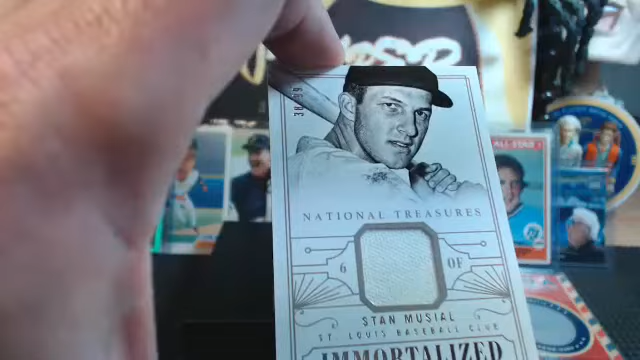 NATIONAL TREASURES
6 OF
STAN MUSIAL
ST. LOUIS BASEBALL CLUB
IMMORTALIZED
ALL-STAR